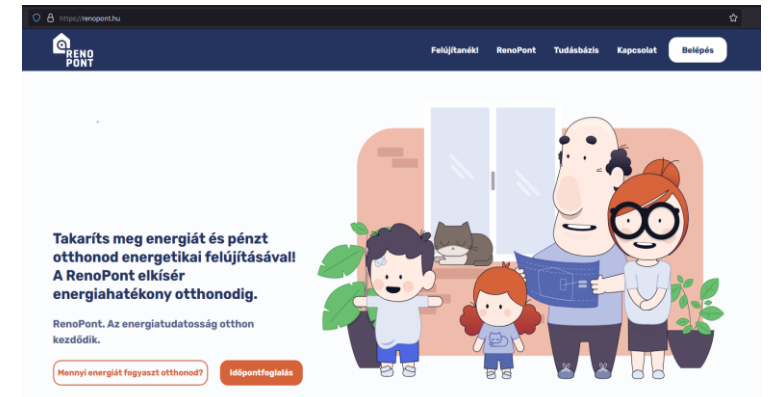 https://renopont.hu
RENO
PONT
Felújítanék!
RenoPont
Tudásbázis
Kapcsolat
Belépés
Takaríts meg energiát és pénzt
otthonod energetikai felújításával!
A RenoPont elkísér
energiahatékony otthonodig.
RenoPont. Az energiatudatosság otthon
kezdődik.
Mennyi energiát fogyaszt otthonod?
Időpontfoglalás